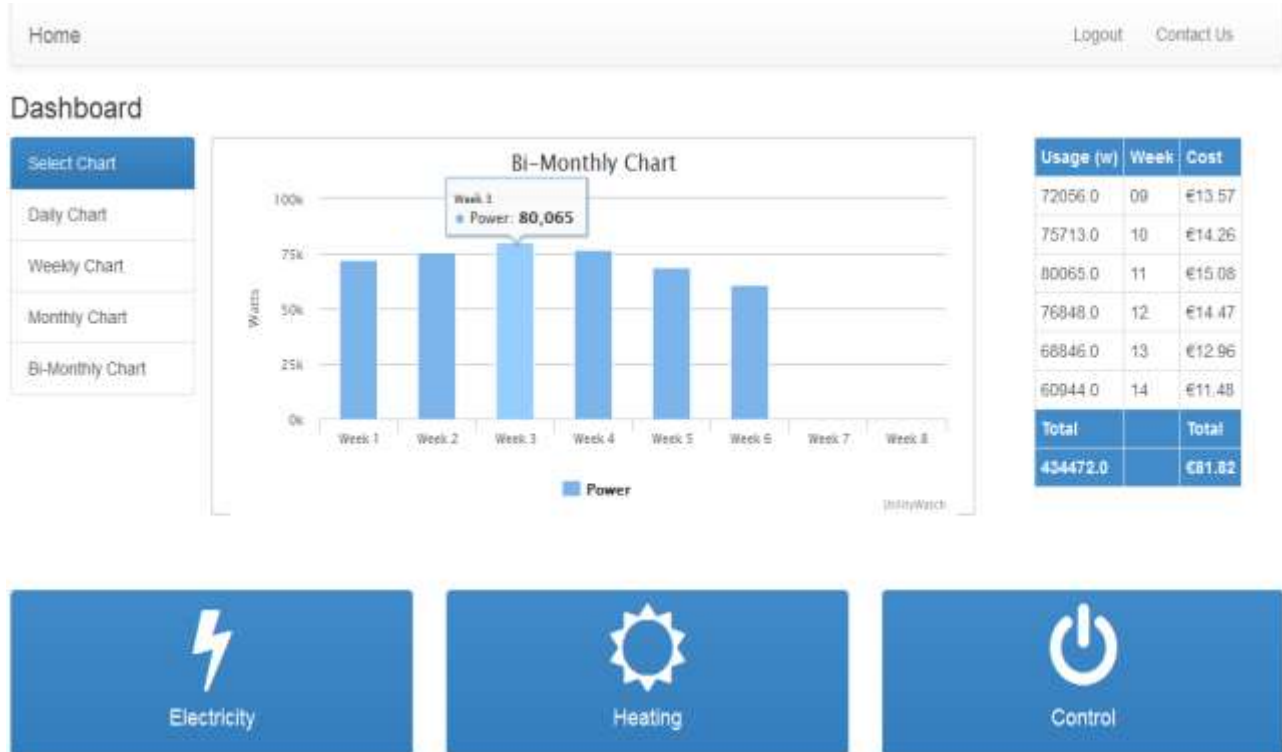 Home
Logout
Contact Us
Dashboard
Select Chart
Daily Chart
Weekly Chart
Monthly Chart
Bi-Monthly Chart
Bi-Monthly Chart
Week 3
Power: 80,065
100k
75k
50k
25k
0k
Watts
Week 1 Week 2 Week 3 Week 4 Week 5 Week 6 Week 7 Week 8
Power
UtilityWatch
Usage (w) Week Cost
72056.0 09 €13.57
75713.0 10 €14.26
80065.0 11 €15.08
76848.0 12 €14.47
68846.0 13 €12.96
60944.0 14 €11.48
Total Total
434472.0 €81.82
Electricity
Heating
Control